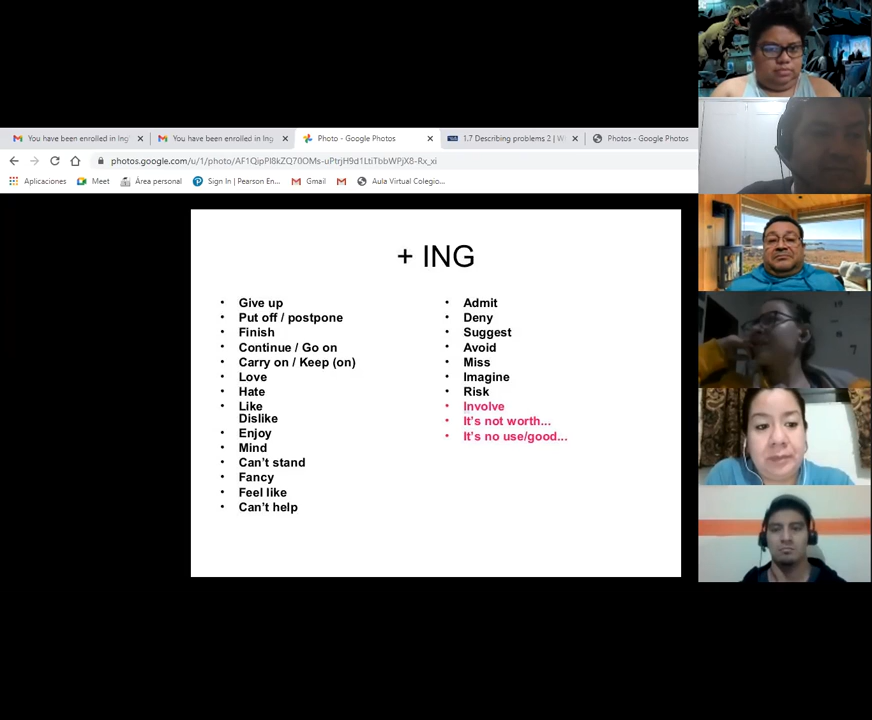 You have been enrolled in Ing
You have been enrolled in Ing
Photo - Google Photos
1.7 Describing problems 2 | W
Photos - Google Photos
photos.google.com/u/1/photo/AF1QipPl8kZQ70OMs-uPtrjH9d1LtiTbbWPjX8-Rx_xi
Aplicaciones
Meet
Área personal
Sign In | Pearson En...
Gmail
Aula Virtual Colegio...
+ ING
• Give up
• Put off / postpone
• Finish
• Continue / Go on
• Carry on / Keep (on)
• Love
• Hate
• Like
Dislike
• Enjoy
• Mind
• Can't stand
• Fancy
• Feel like
• Can't help
• Admit
• Deny
• Suggest
• Avoid
• Miss
• Imagine
• Risk
• Involve
• It's not worth...
• It's no use/good...